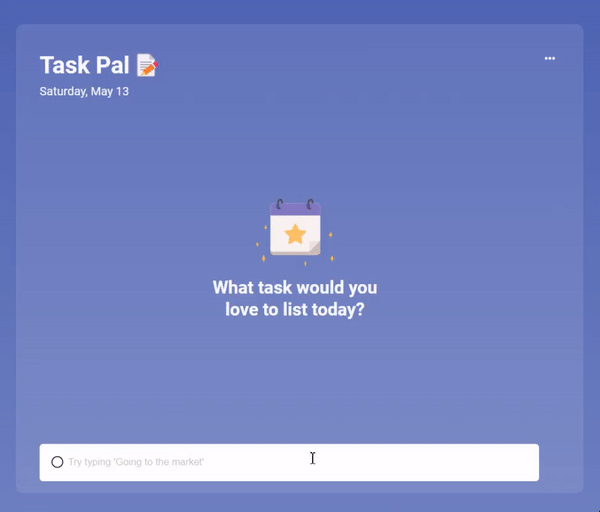 Task Pal
Saturday, May 13
What task would you
love to list today?
Try typing 'Going to the market'